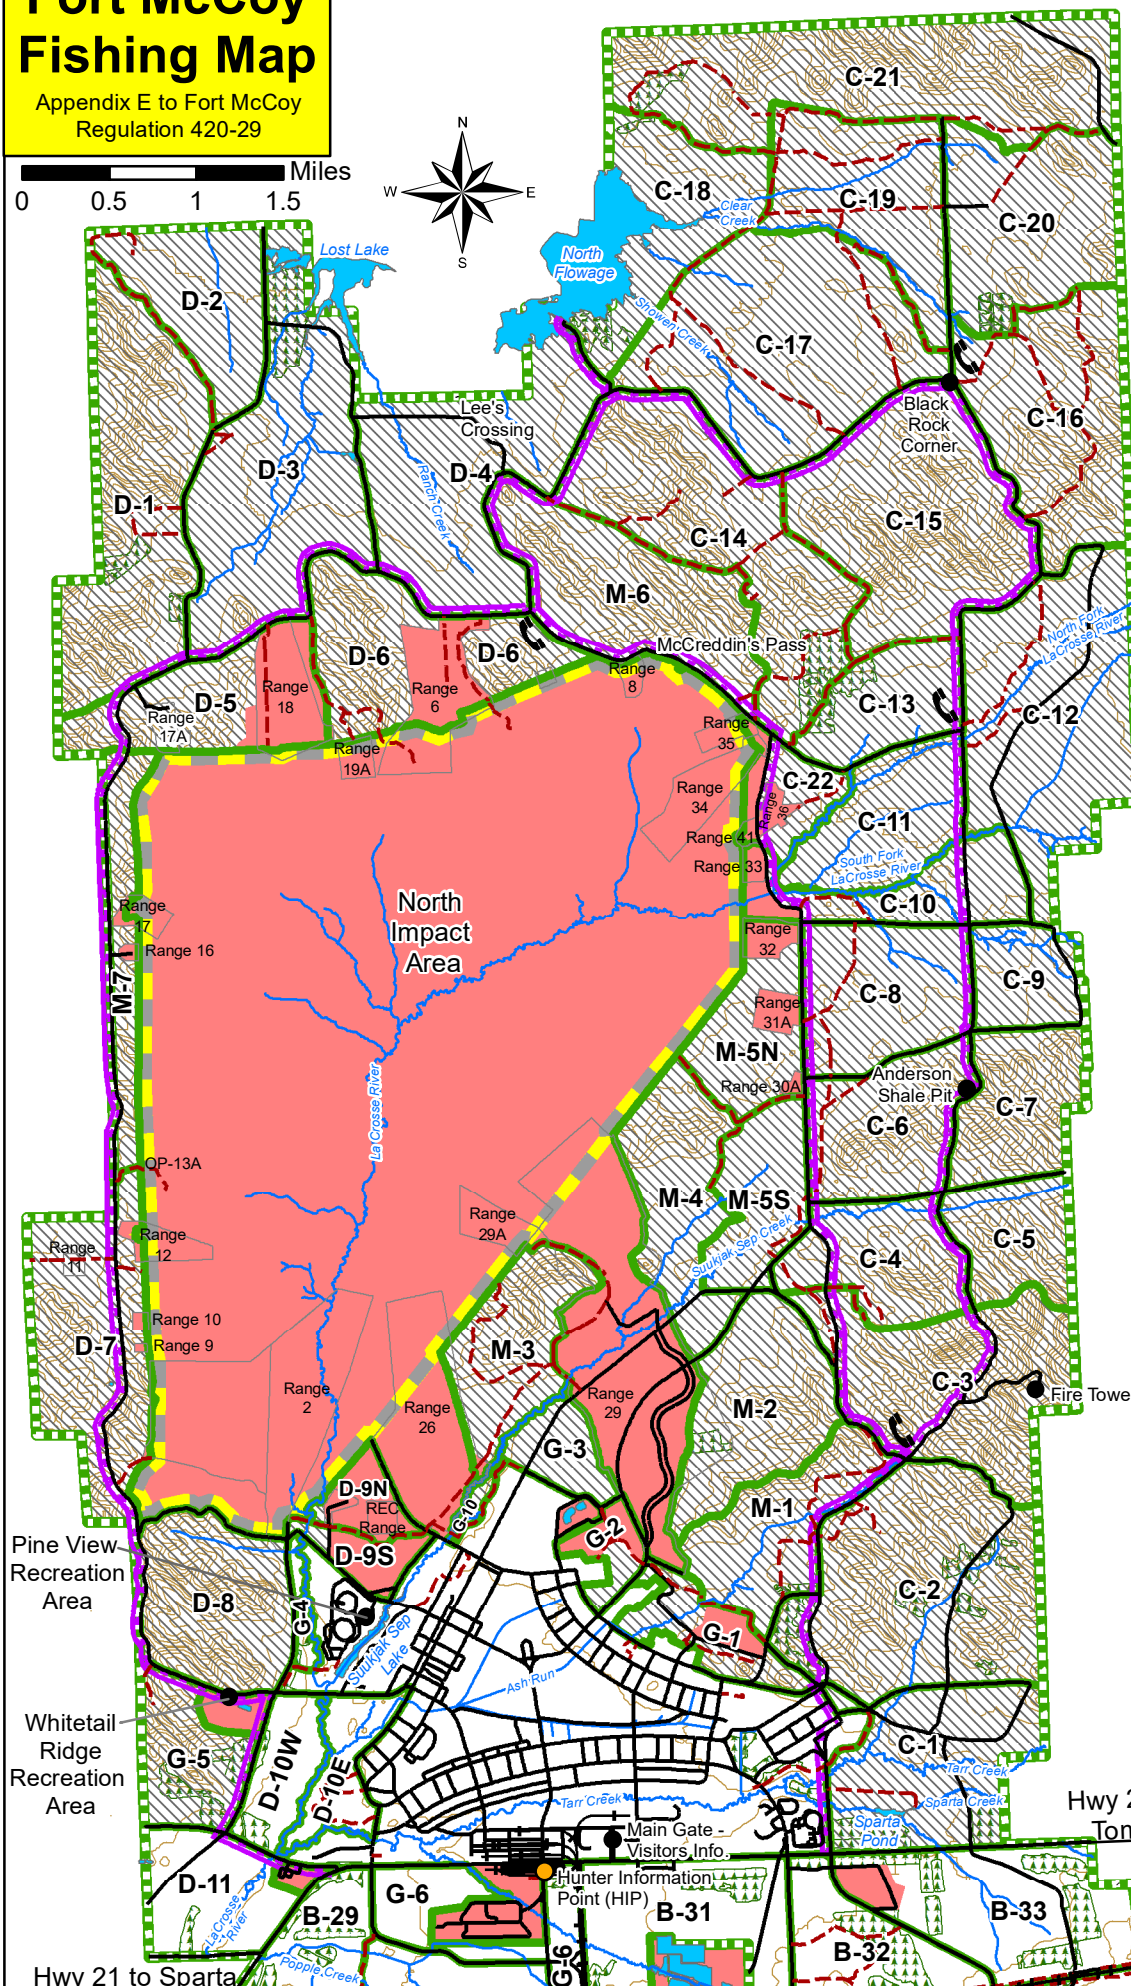 Fort McCoy
Fishing Map
Appendix E to Fort McCoy
Regulation 420-29
Miles
0 0.5 1 1.5
N
W E
S
C-21
C-18
Clear
Creek
C-19
C-20
North
Flowage
Lost Lake
D-2
Showen Creek
C-17
Lee's
Crossing
Black
Rock
Corner
C-16
D-3
D-4
Ranch Creek
D-1
C-14
C-15
M-6
North Fork
LaCrosse River
McCreddin's Pass
D-6
D-6
Range
8
D-5
Range
18
Range
6
Range
17A
C-13
C-12
Range
35
Range
19A
C-22
Range
34
Range
36
C-11
Range 41
Range 33
South Fork
LaCrosse River
North
Impact
Area
C-10
Range
17
Range 16
Range
32
M-7
C-9
C-8
Range
31A
M-5N
Range 30A
Anderson
Shale Pit
C-7
C-6
La Crosse River
OP-13A
M-4
M-5S
Range
29A
Suukjak Sep Creek
Range
12
Range
11
C-5
C-4
Range 10
Range 9
D-7
M-3
Range
2
Range
29
C-3
Fire Towe
Range
26
M-2
G-3
D-9N
REC
Range
G-10
M-1
G-2
D-9S
Pine View
Recreation
Area
D-8
G-4
C-2
Suukjak Sep
Lake
G-1
Ash Run
Whitetail
Ridge
Recreation
Area
G-5
D-10W
D-10E
C-1
Tarr Creek
Tarr Creek
Sparta Creek
Sparta
Pond
Hwy 2
Tom
Main Gate -
Visitors Info.
Hunter Information
Point (HIP)
D-11
G-6
LaCrosse
River
B-29
B-31
B-33
B-32
G-6
Popple Creek
Hwy 21 to Sparta